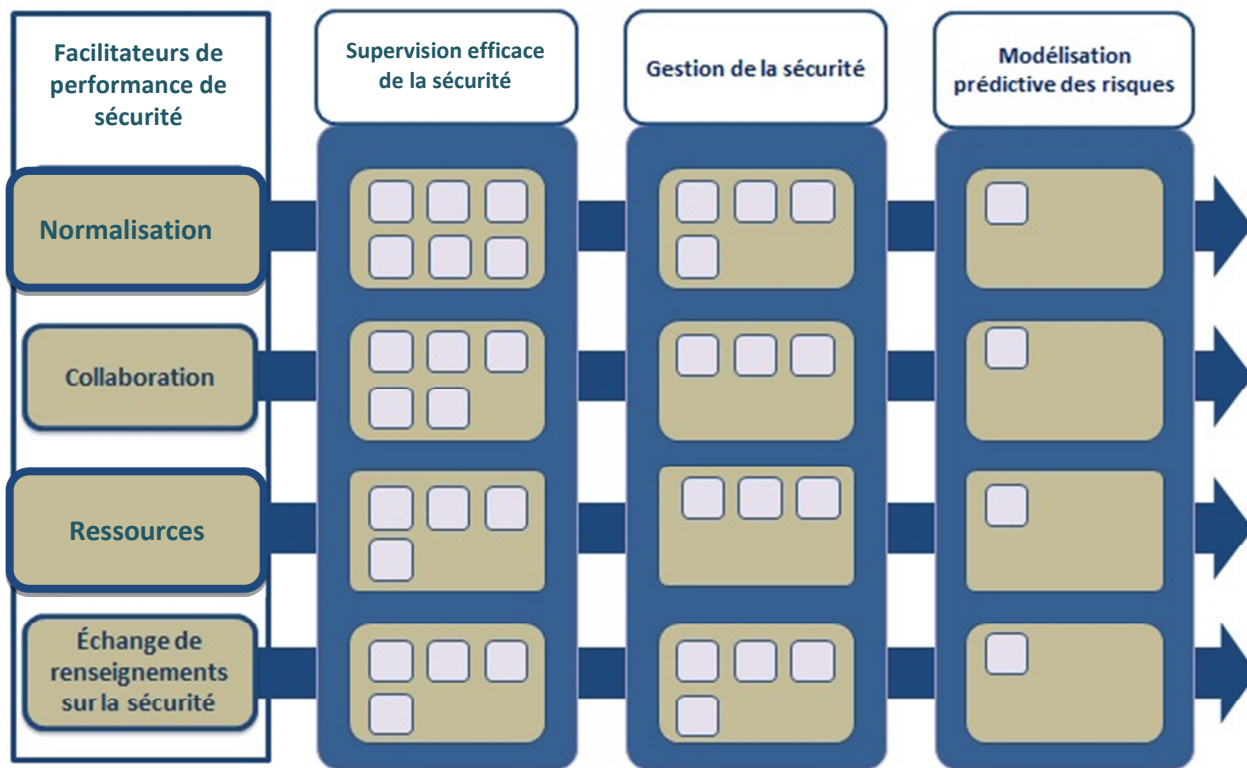 Facilitateurs de
performance de
sécurité
Supervision efficace
de la sécurité
Gestion de la sécurité
Modélisation
prédictive des risques
Normalisation
Collaboration
Ressources
Échange de
renseignements
sur la sécurité